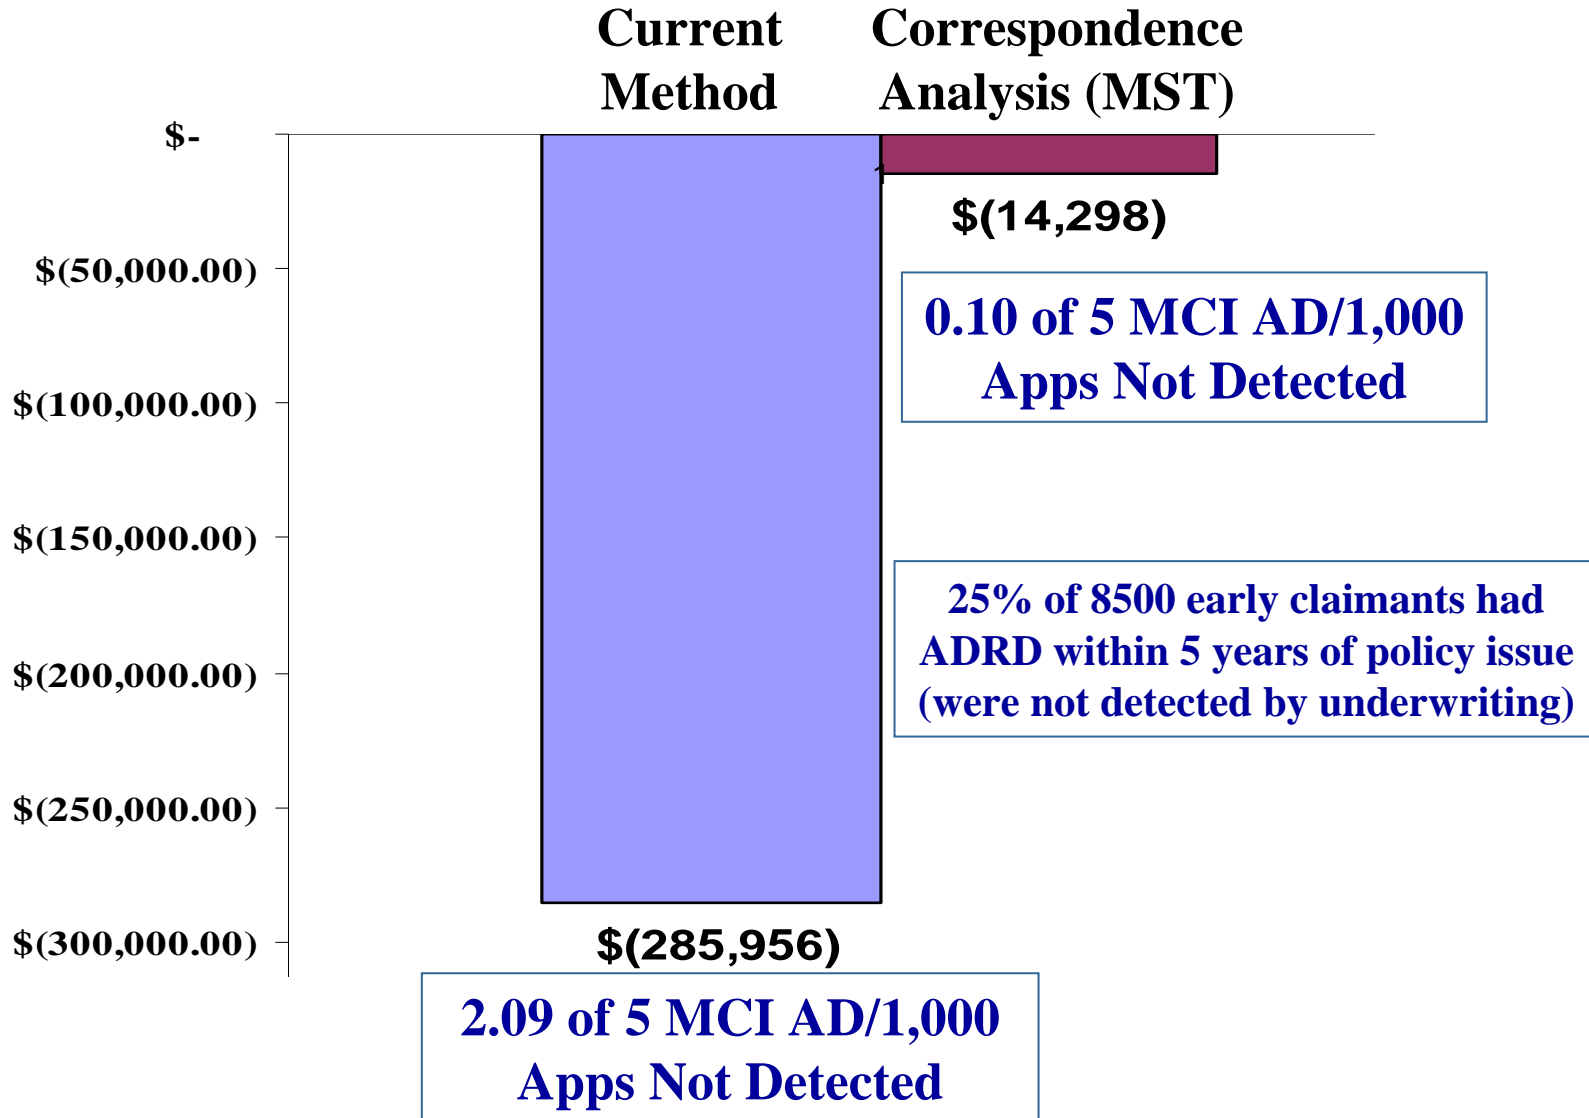 Current
Method
Correspondence
Analysis (MST)
$-
$(50,000.00)
$(100,000.00)
$(150,000.00)
$(200,000.00)
$(250,000.00)
$(300,000.00)
1
$(14,298)
0.10 of 5 MCI AD/1,000
Apps Not Detected
25% of 8500 early claimants had
ADRD within 5 years of policy issue
(were not detected by underwriting)
$(285,956)
2.09 of 5 MCI AD/1,000
Apps Not Detected